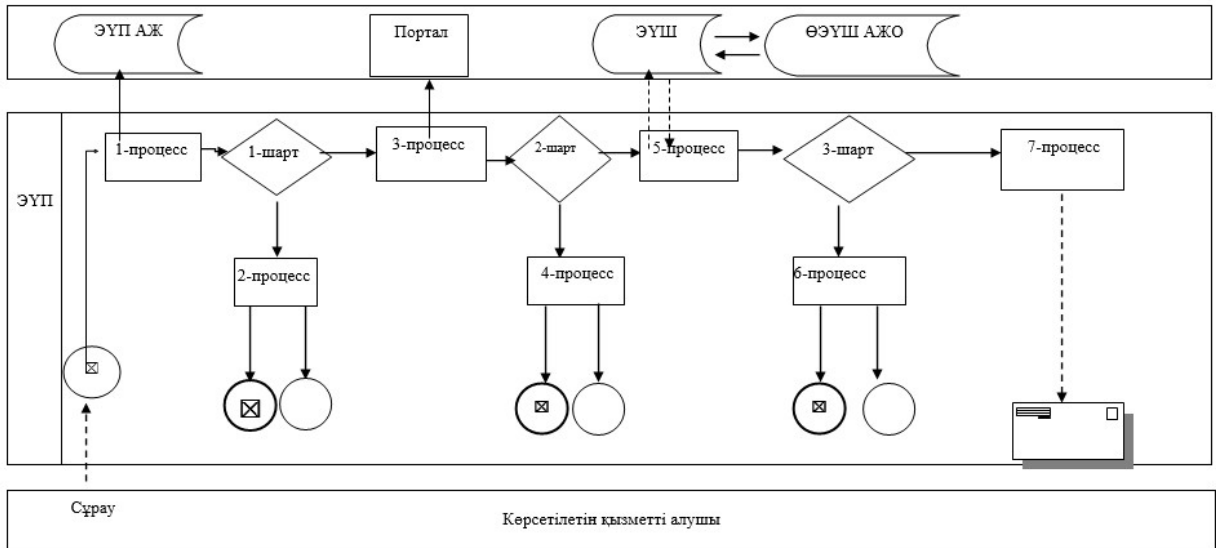 ЭҮП АЖ
Портал
ЭҮШ
ӨЭҮШ АЖО
ЭҮП
1-процесс
1-шарт
3-процесс
2-шарт
5-процесс
3-шарт
7-процесс
2-процесс
4-процесс
6-процесс
Сұрау
Көрсетілетін қызметті алушы